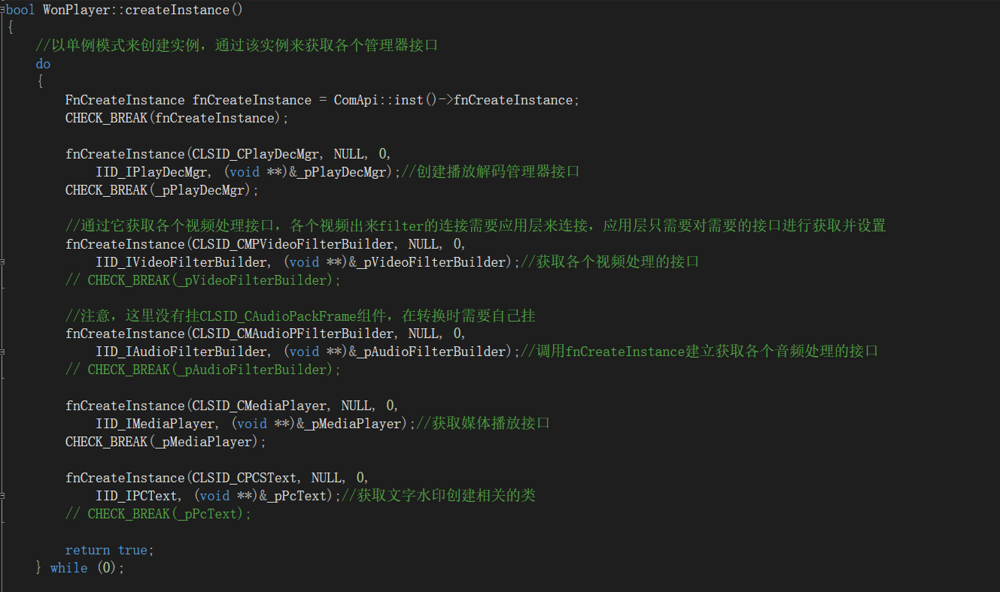 bool WonPlayer::createInstance()
{
//以单例模式来创建实例，通过该实例来获取各个管理器接口
do
{
FnCreateInstance fnCreateInstance = ComApi::inst()->fnCreateInstance;
CHECK_BREAK(fnCreateInstance);
fnCreateInstance(CLSID_CPlayDecMgr, NULL, 0,
IID_IPlayDecMgr, (void **)&_pPlayDecMgr);//创建播放解码管理器接口
CHECK_BREAK(_pPlayDecMgr);
//通过它获取各个视频处理接口，各个视频出来filter的连接需要应用层来连接，应用层只需要对需要的接口进行获取并设置
fnCreateInstance(CLSID_CMPVideoFilterBuilder, NULL, 0,
IID_IVideoFilterBuilder, (void **)&_pVideoFilterBuilder);//获取各个视频处理的接口
// CHECK_BREAK(_pVideoFilterBuilder);
//注意，这里没有挂CLSID_CAudioPackFrame组件，在转换时需要自己挂
fnCreateInstance(CLSID_CMAudioPFilterBuilder, NULL, 0,
IID_IAudioFilterBuilder, (void **)&_pAudioFilterBuilder);//调用fnCreateInstance建立获取各个音频处理的接口
// CHECK_BREAK(_pAudioFilterBuilder);
fnCreateInstance(CLSID_CMediaPlayer, NULL, 0,
IID_IMediaPlayer, (void **)&_pMediaPlayer);//获取媒体播放接口
CHECK_BREAK(_pMediaPlayer);
fnCreateInstance(CLSID_CPCSText, NULL, 0,
IID_IPCText, (void **)&_pPcText);//获取文字水印创建相关的类
// CHECK_BREAK(_pPcText);
return true;
} while (0);